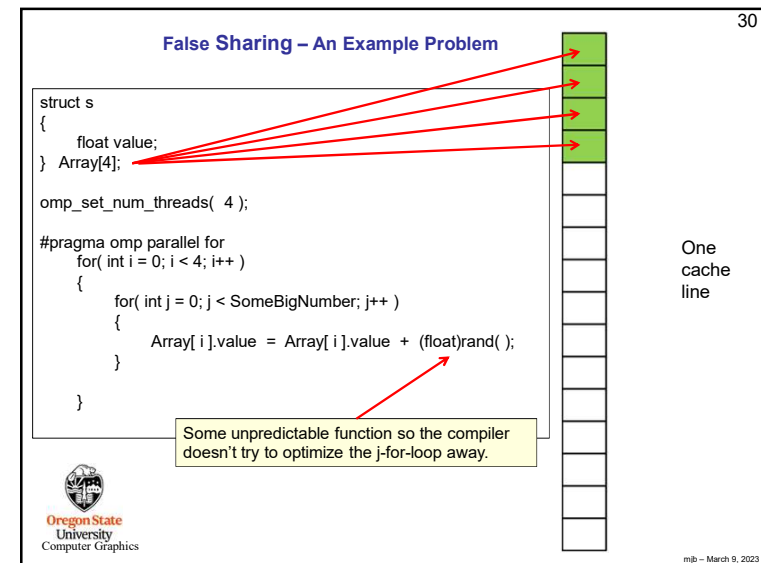 30
False Sharing – An Example Problem
struct s
{
float value;
} Array[4];
omp_set_num_threads( 4 );
#pragma omp parallel for
for( int i = 0; i < 4; i++ )
{
for( int j = 0; j < SomeBigNumber; j++ )
{
Array[ i ].value = Array[ i ].value + (float)rand( );
}
}
Some unpredictable function so the compiler
doesn’t try to optimize the j-for-loop away.
One
cache
line
Oregon State
University
Computer Graphics
mjb – March 9, 2023